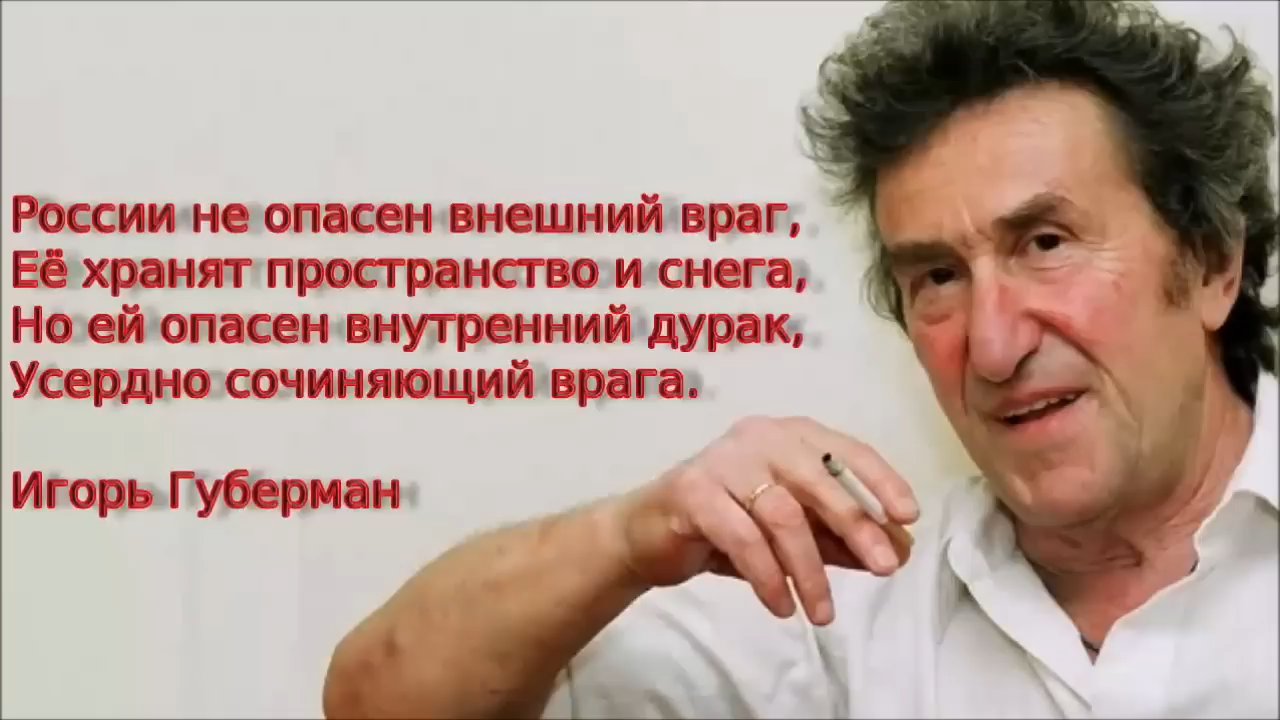 России не опасен внешний враг,
Её хранят пространство и снега,
Но ей опасен внутренний дурак,
Усердно сочиняющий врага.
Игорь Губерман